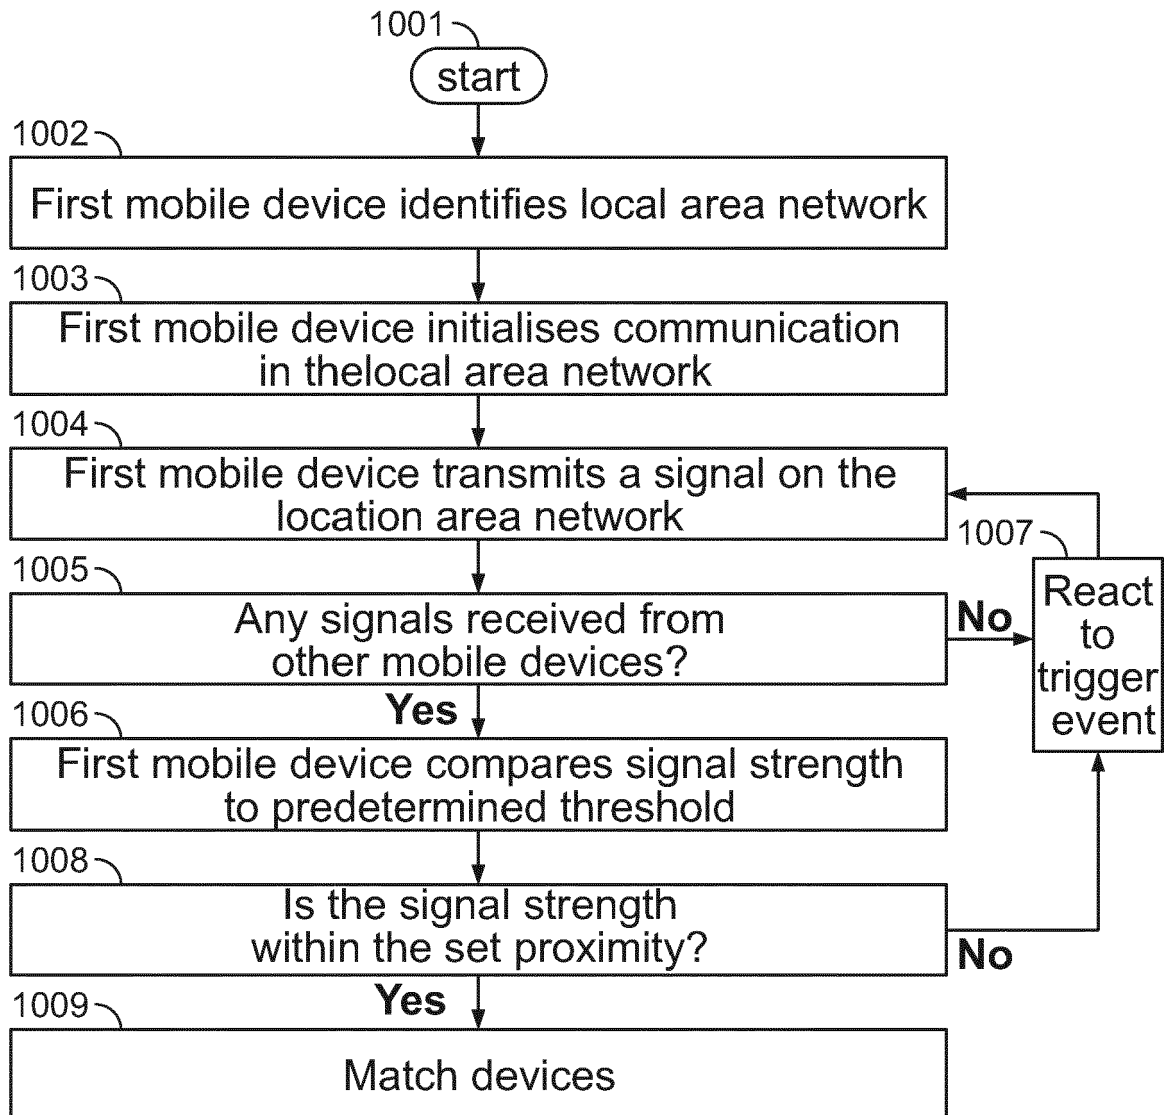 1001
start
1002
First mobile device identifies local area network
1003
First mobile device initialises communication
in thelocal area network
1004
First mobile device transmits a signal on the
location area network
1005
Any signals received from
other mobile devices?
No
1007
React
to
trigger
event
Yes
1006
First mobile device compares signal strength
to predetermined threshold
1008
Is the signal strength
within the set proximity?
No
Yes
1009
Match devices